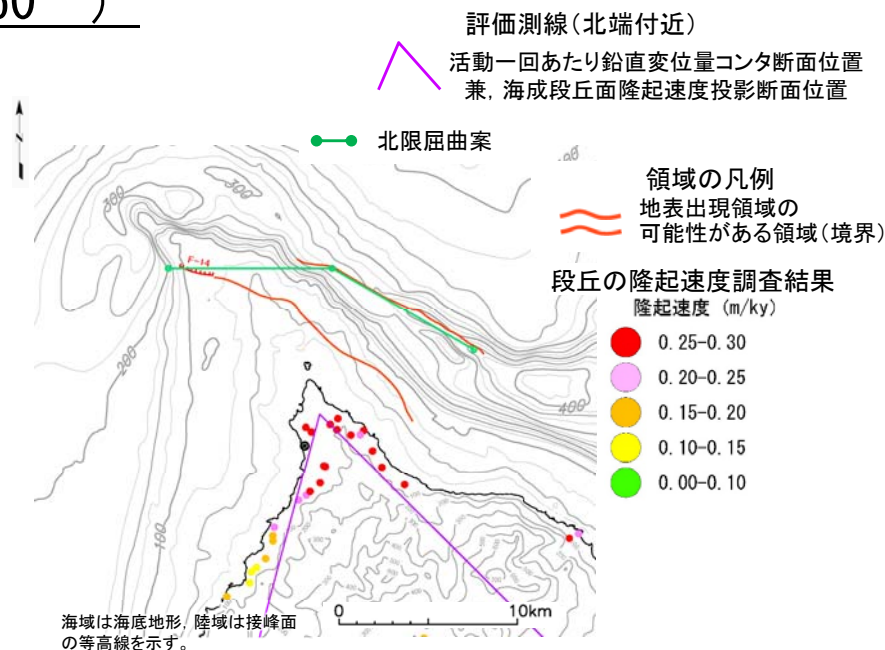 60 )
評価測線(北端付近)
活動一回あたり鉛直変位量コンタ断面位置
兼, 海成段丘面隆起速度投影断面位置
北限屈曲案
領域の凡例
地表出現領域の
可能性がある領域(境界)
段丘の隆起速度調査結果
隆起速度 (m/ky)
0.25-0.30
0.20-0.25
0.15-0.20
0.10-0.15
0.00-0.10
300
300
F-14
200
400
100
0 10km
海域は海底地形, 陸域は接峰面
の等高線を示す。